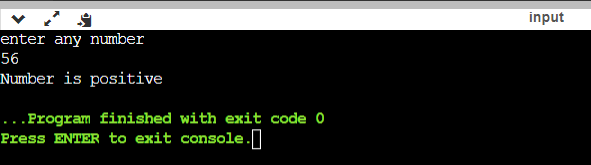 input
enter any number
56
Number is positive
...Program finished with exit code 0
Press ENTER to exit console.